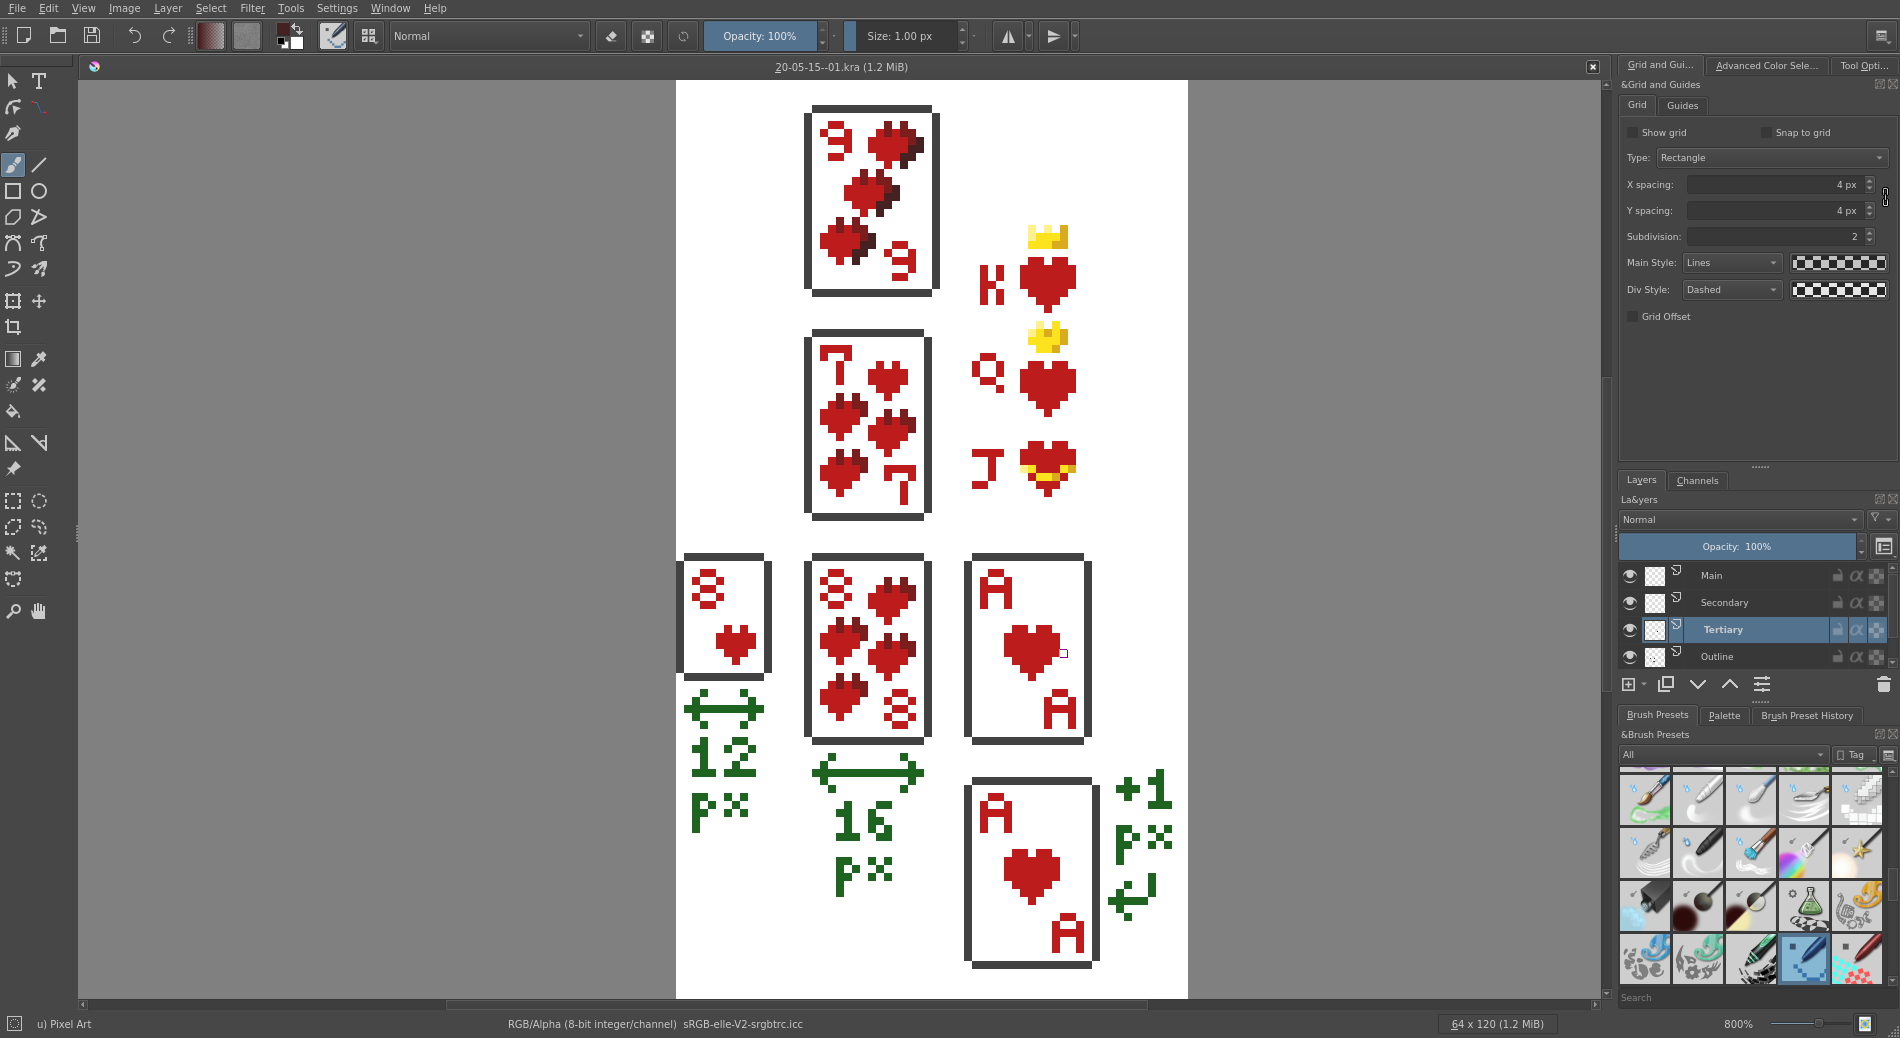 File Edit View Image Layer Select Filter Tools Settings Window Help
Normal Opacity: 100% Size: 1.00 px
20-05-15--01.kra (1.2 MiB)
Grid and Gui... Advanced Color Sele... Tool Opti...
&Grid and Guides
Grid Guides
Show grid Snap to grid
Type: Rectangle
X spacing: 4 px
Y spacing: 4 px
Subdivision: 2
Main Style: Lines
Div Style: Dashed
Grid Offset
9
9
K
7
Q
7
J
8 8 A
8 A
12
px
16
px
A
A
+1
px
Layers Channels
La&yers
Normal
Opacity: 100%
Main
Secondary
Tertiary
Outline
Brush Presets Palette Brush Preset History
&Brush Presets
All Tag
Search
u) Pixel Art RGB/Alpha (8-bit integer/channel) sRGB-elle-V2-srgbtrc.icc 64 x 120 (1.2 MiB) 800%